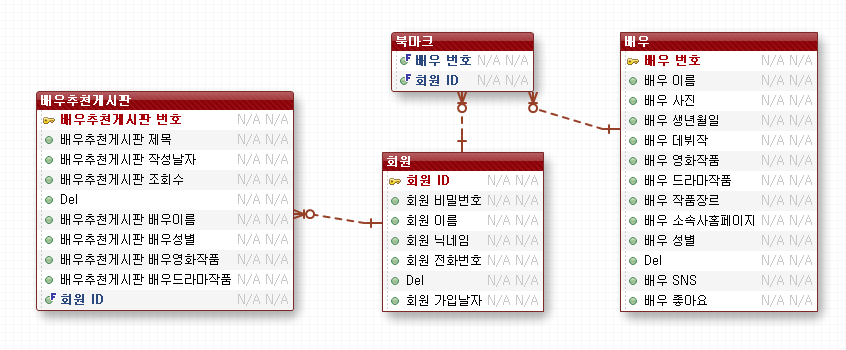 배우추천게시판
배우추천게시판 번호 N/A N/A
배우추천게시판 제목 N/A N/A
배우추천게시판 작성날자 N/A N/A
배우추천게시판 조회수 N/A N/A
Del N/A N/A
배우추천게시판 배우이름 N/A N/A
배우추천게시판 배우성별 N/A N/A
배우추천게시판 배우영화작품 N/A N/A
배우추천게시판 배우드라마작품 N/A N/A
회원 ID N/A N/A
북마크
배우 번호 N/A N/A
회원 ID N/A N/A
회원
회원 ID N/A N/A
회원 비밀번호 N/A N/A
회원 이름 N/A N/A
회원 닉네임 N/A N/A
회원 전화번호 N/A N/A
Del N/A N/A
회원 가입날자 N/A N/A
배우
배우 번호 N/A N/A
배우 이름 N/A N/A
배우 사진 N/A N/A
배우 생년월일 N/A N/A
배우 데뷔작 N/A N/A
배우 영화작품 N/A N/A
배우 드라마작품 N/A N/A
배우 작품장르 N/A N/A
배우 소속사홈페이지 N/A N/A
배우 성별 N/A N/A
Del N/A N/A
배우 SNS N/A N/A
배우 좋아요 N/A N/A